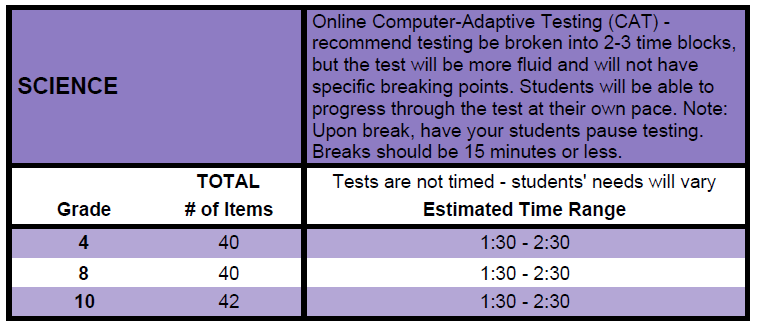 SCIENCE
Online Computer-Adaptive Testing (CAT) -
recommend testing be broken into 2-3 time blocks,
but the test will be more fluid and will not have
specific breaking points. Students will be able to
progress through the test at their own pace. Note:
Upon break, have your students pause testing.
Breaks should be 15 minutes or less.
TOTAL Tests are not timed - students' needs will vary
Grade # of Items Estimated Time Range
4 40 1:30 - 2:30
8 40 1:30 - 2:30
10 42 1:30 - 2:30